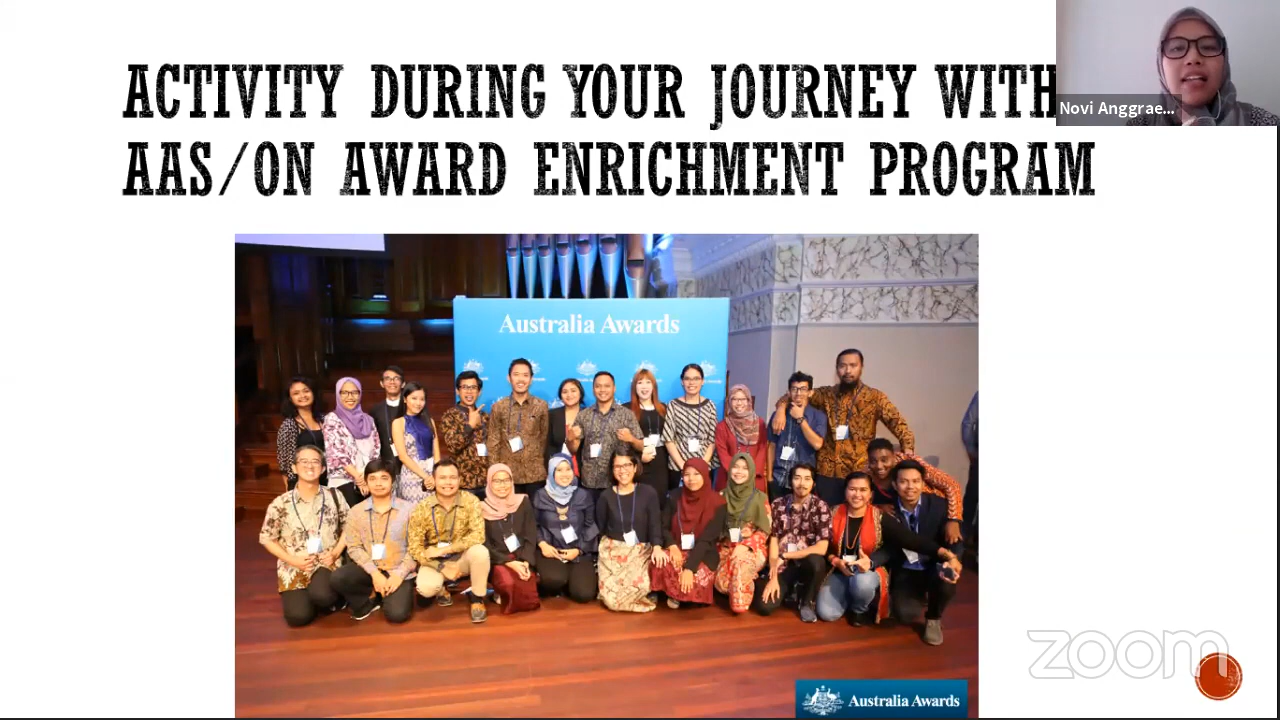 ACTIVITY DURING YOUR JOURNEY WITH
AAS/ON AWARD ENRICHMENT PROGRAM
Novi Anggrae...
Australia Awards
Australia Awards
zoom